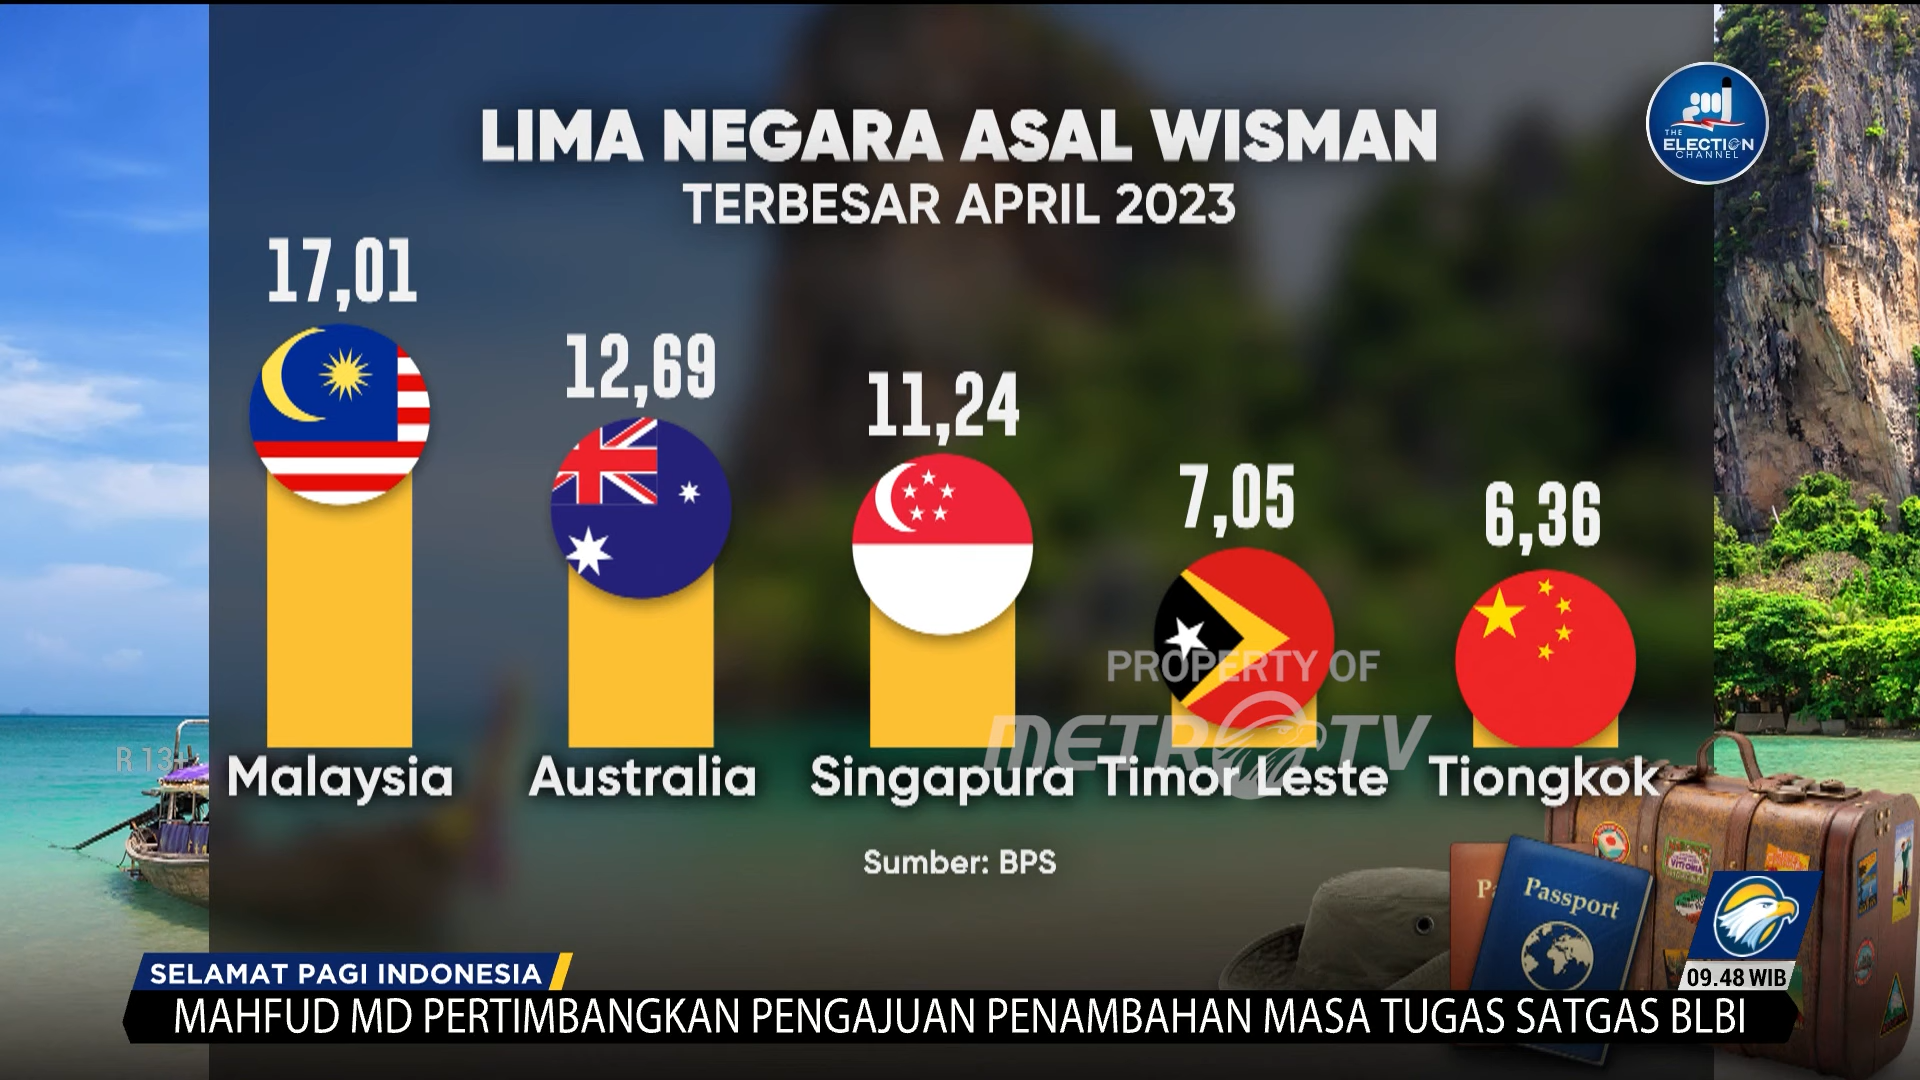 LIMA NEGARA ASAL WISMAN
TERBESAR APRIL 2023
THE
ELECTION
CHANNEL
17,01
12,69
11,24
7,05
6,36
PROPERTY OF
METRO TV
R 13+
Malaysia
Australia
Singapura
Timor Leste
Tiongkok
Sumber: BPS
Passport
SELAMAT PAGI INDONESIA
09.48 WIB
MAHFUD MD PERTIMBANGKAN PENGAJUAN PENAMBAHAN MASA TUGAS SATGAS BLBI